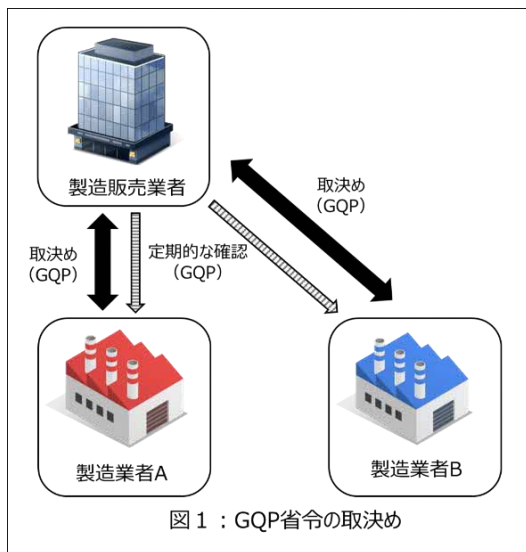 製造販売業者
取決め
（GQP）
取決め
（GQP）
定期的な確認
（GQP）
製造業者A
製造業者B
図１：GQP省令の取決め